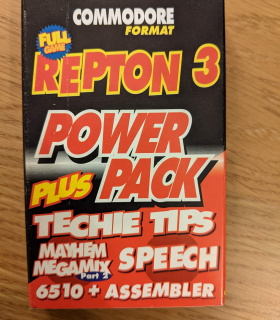 COMMODORE
FORMAT
FULL
GAME
REPTON 3
POWER
PLUS PACK
TECHIE TIPS
MAYHEM
MEGAMIX SPEECH
Part 2
6510 + ASSEMBLER